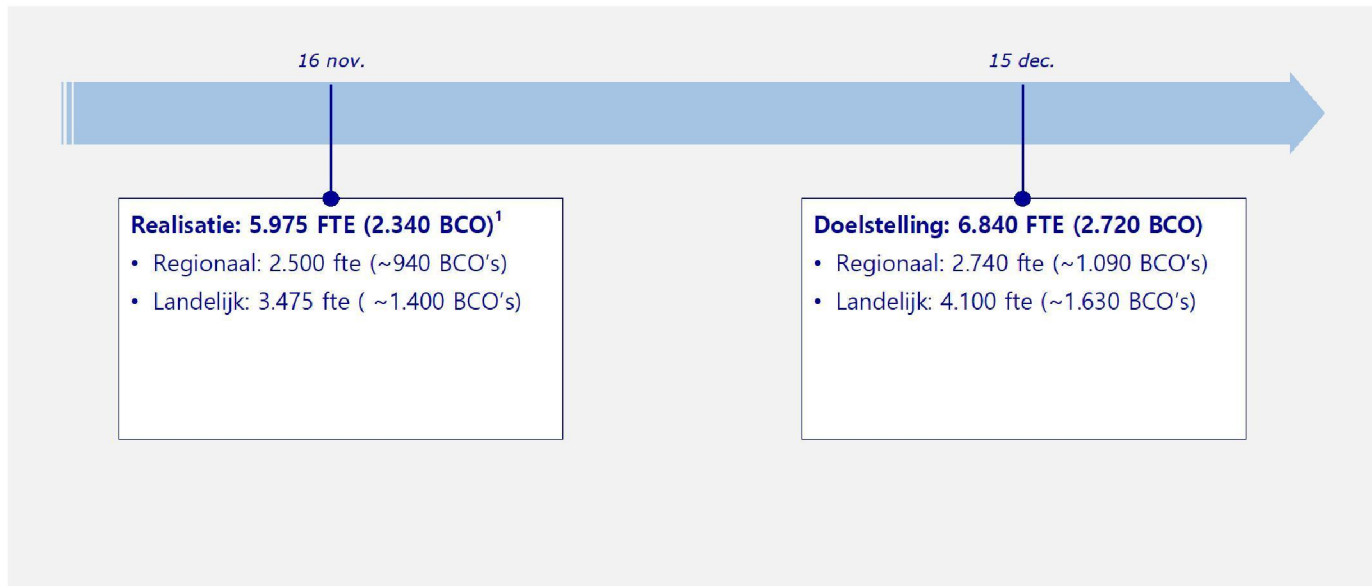 16 nov.
15 dec.
Realisatie: 5.975 FTE (2.340 BCO)¹
• Regionaal: 2.500 fte (~940 BCO’s)
• Landelijk: 3.475 fte ( ~1.400 BCO’s)
Doelstelling: 6.840 FTE (2.720 BCO)
• Regionaal: 2.740 fte (~1.090 BCO’s)
• Landelijk: 4.100 fte (~1.630 BCO’s)